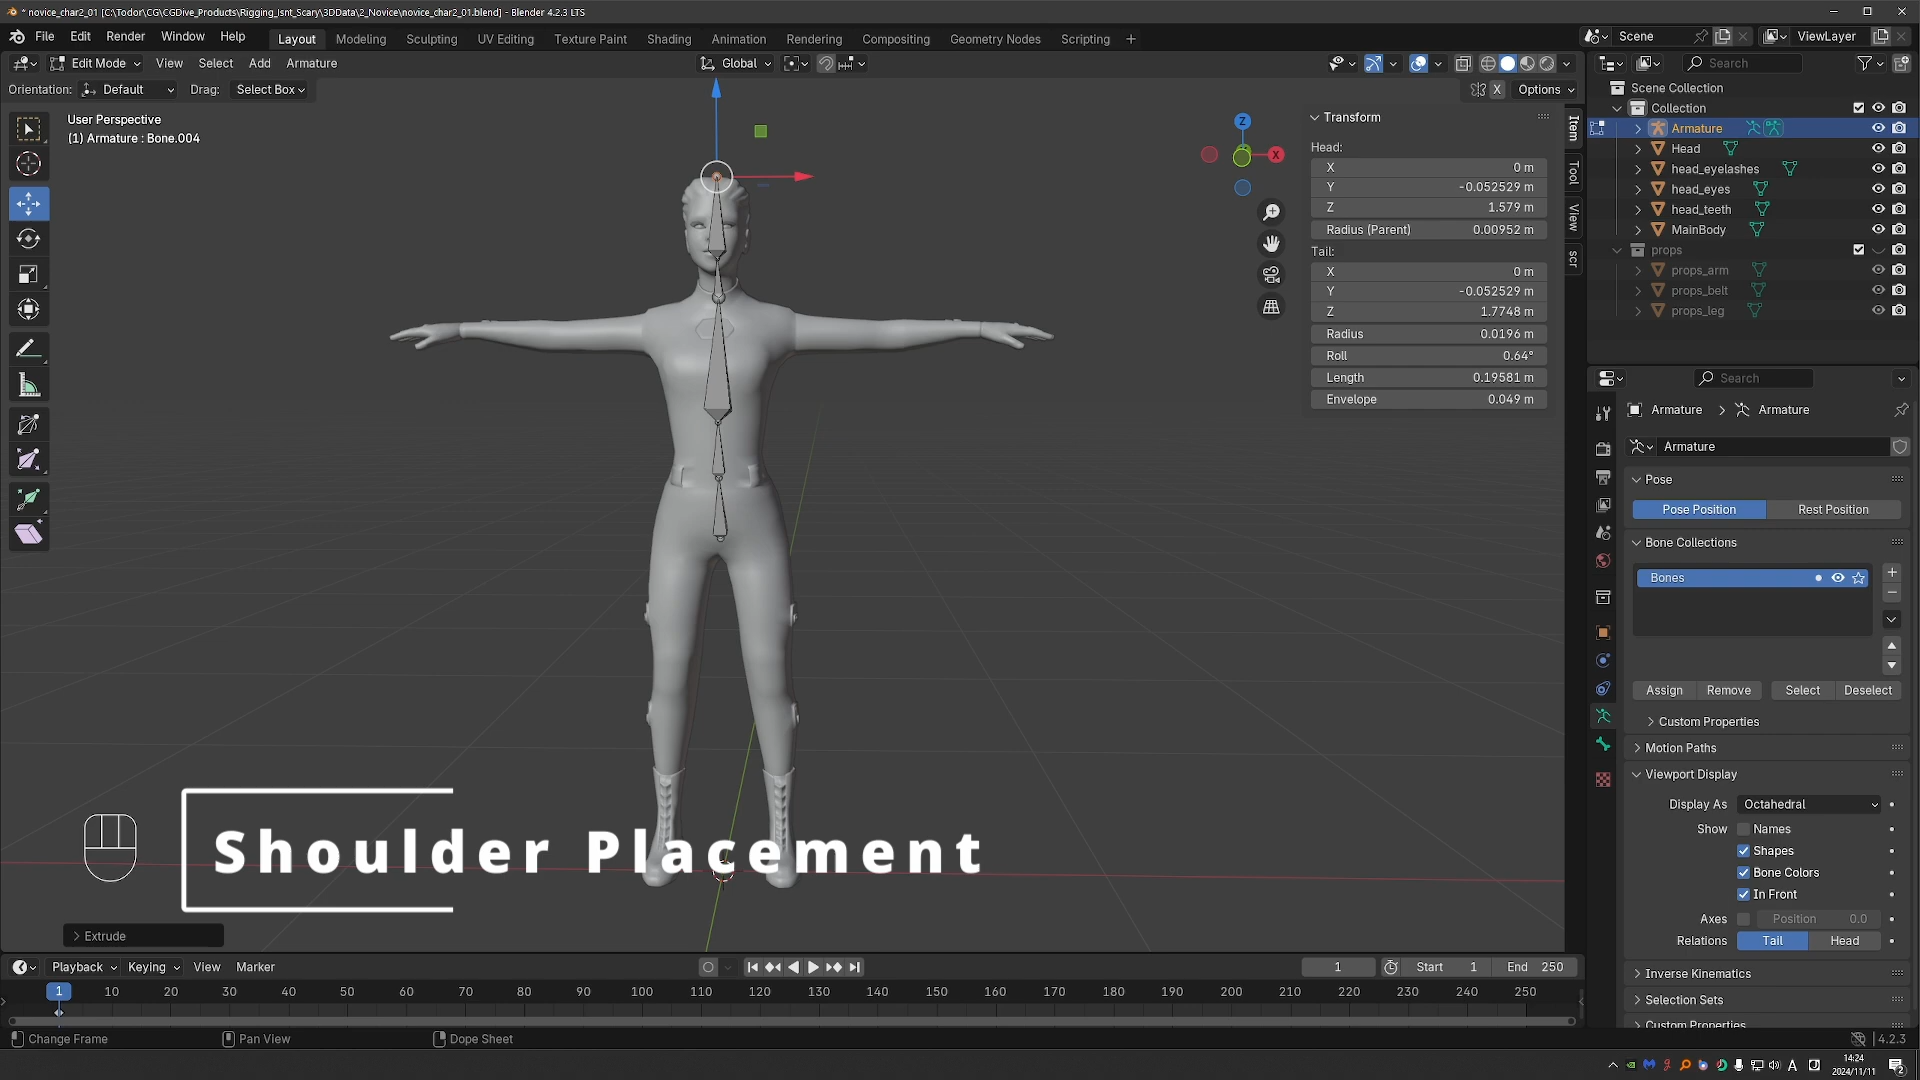 * novice_char2_01 [C:\Todor\CG\CGDive_Products\Rigging_Isnt_Scary\3DData\2_Novice\novice_char2_01.blend] - Blender 4.2.3 LTS
File Edit Render Window Help
Layout Modeling Sculpting UV Editing Texture Paint Shading Animation Rendering Compositing Geometry Nodes Scripting +
Scene
ViewLayer
Edit Mode View Select Add Armature
Global
Search
Orientation: Default Drag: Select Box
X Options
User Perspective
(1) Armature : Bone.004
Z
X
Transform
Head:
X 0 m
Y -0.052529 m
Z 1.579 m
Radius (Parent) 0.00952 m
Tail:
X 0 m
Y -0.052529 m
Z 1.7748 m
Radius 0.0196 m
Roll 0.64°
Length 0.19581 m
Envelope 0.049 m
Item
Tool
View
scr
Scene Collection
Collection
Armature
Head
head_eyelashes
head_eyes
head_teeth
MainBody
props
props_arm
props_belt
props_leg
Search
Armature > Armature
Armature
Pose
Pose Position Rest Position
Bone Collections
Bones
Assign Remove Select Deselect
Custom Properties
Motion Paths
Viewport Display
Display As Octahedral
Show Names
Shapes
Bone Colors
In Front
Axes Position 0.0
Relations Tail Head
Inverse Kinematics
Selection Sets
Custom Properties
Shoulder Placement
> Extrude
Playback Keying View Marker
1 Start 1 End 250
1 10 20 30 40 50 60 70 80 90 100 110 120 130 140 150 160 170 180 190 200 210 220 230 240 250
Change Frame Pan View Dope Sheet
4.2.3
A
14:24
2024/11/11
2